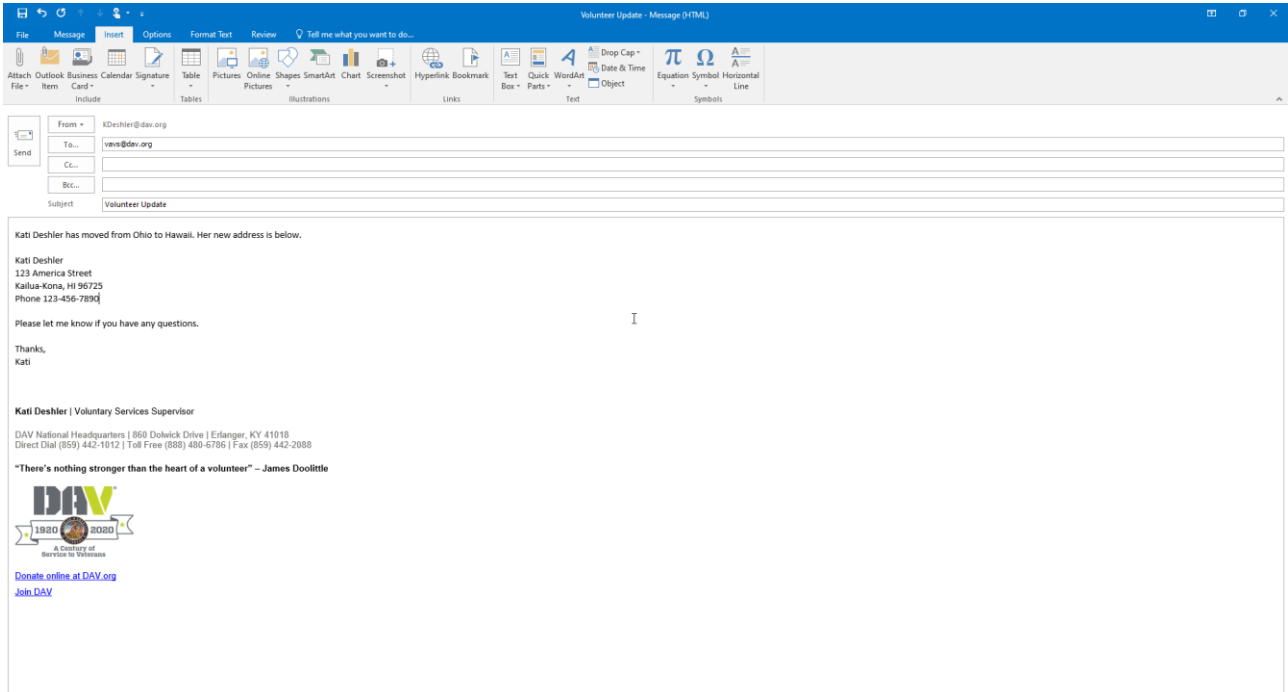 Volunteer Update - Message (HTML)
File Message Insert Options Format Text Review Tell me what you want to do...
Attach File Outlook Item Business Card Calendar Signature Table Pictures Online Pictures Shapes SmartArt Chart Screenshot Hyperlink Bookmark Text Box Quick Parts WordArt Drop Cap Equation Symbol Horizontal Line
Date & Time
Object
Include Tables Illustrations Links Text Symbols
From KDeshler@dav.org
Send
To... vavs@dav.org
Cc...
Bcc...
Subject Volunteer Update
Kati Deshler has moved from Ohio to Hawaii. Her new address is below.
Kati Deshler
123 America Street
Kailua-Kona, HI 96725
Phone 123-456-7890
Please let me know if you have any questions.
Thanks,
Kati
Kati Deshler | Voluntary Services Supervisor
DAV National Headquarters | 860 Dolwick Drive | Erlanger, KY 41018
Direct Dial (859) 442-1012 | Toll Free (888) 480-6786 | Fax (859) 442-2088
“There's nothing stronger than the heart of a volunteer” – James Doolittle
DAV
1920 2020
A Century of
Service to Veterans
Donate online at DAV.org
Join DAV